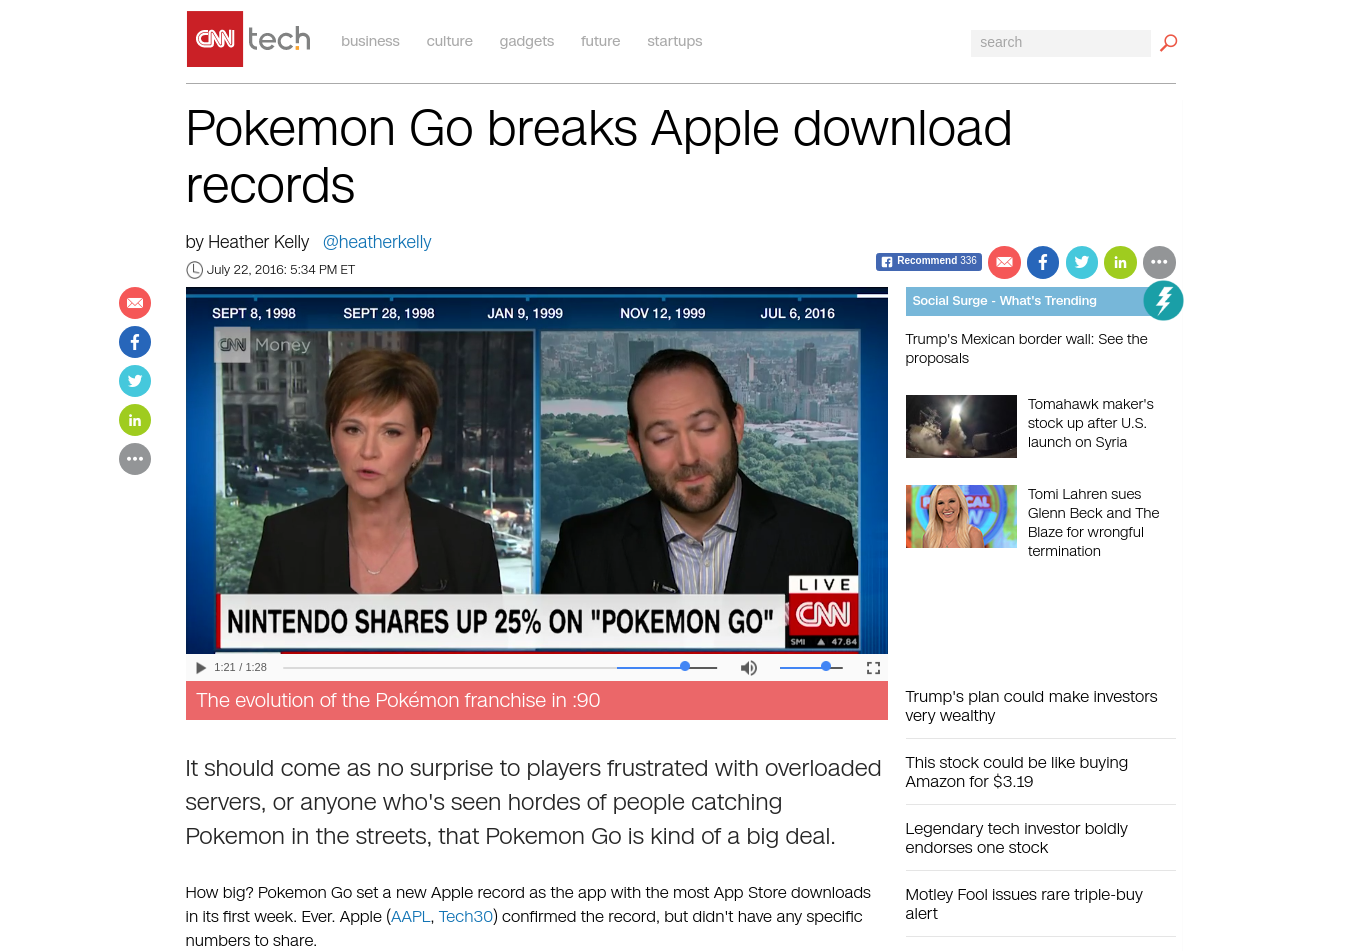 CNN tech business culture gadgets future startups search
Pokemon Go breaks Apple download
records
by Heather Kelly @heatherkelly
July 22, 2016: 5:34 PM ET
Recommend 336
SEPT 8, 1998 SEPT 28, 1998 JAN 9, 1999 NOV 12, 1999 JUL 6, 2016
CNN Money
LIVE
NINTENDO SHARES UP 25% ON "POKEMON GO"
CNN
SMI ▲ 47.64
1:21 / 1:28
The evolution of the Pokémon franchise in :90
It should come as no surprise to players frustrated with overloaded
servers, or anyone who's seen hordes of people catching
Pokemon in the streets, that Pokemon Go is kind of a big deal.
How big? Pokemon Go set a new Apple record as the app with the most App Store downloads
in its first week. Ever. Apple (AAPL, Tech30) confirmed the record, but didn't have any specific
numbers to share.
Social Surge - What's Trending
Trump's Mexican border wall: See the
proposals
Tomahawk maker's
stock up after U.S.
launch on Syria
Tomi Lahren sues
Glenn Beck and The
Blaze for wrongful
termination
Trump's plan could make investors
very wealthy
This stock could be like buying
Amazon for $3.19
Legendary tech investor boldly
endorses one stock
Motley Fool issues rare triple-buy
alert